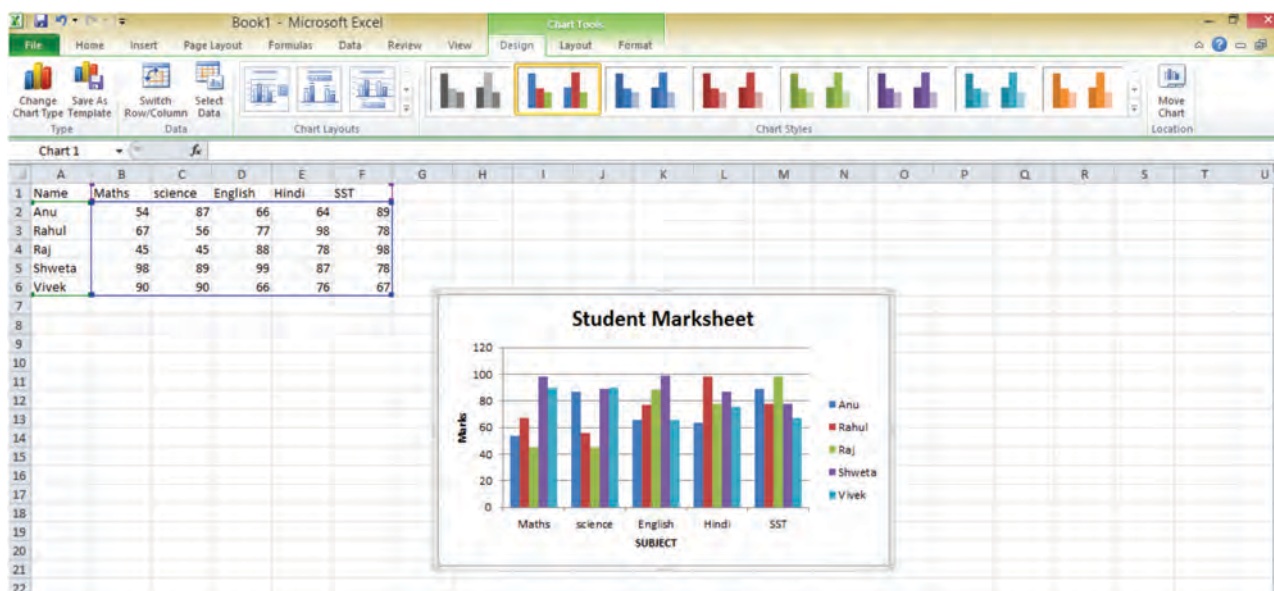 Book1 - Microsoft Excel
Chart Tools
File Home Insert Page Layout Formulas Data Review View Design Layout Format
Change Chart Type
Save As Template
Switch Row/Column
Select Data
Move Chart
Type Data Chart Layouts Chart Styles Location
Chart 1 fx
A B C D E F G H I J K L M N O P Q R S T U
1 Name Maths science English Hindi SST
2 Anu 54 87 66 64 89
3 Rahul 67 56 77 98 78
4 Raj 45 45 88 78 98
5 Shweta 98 89 99 87 78
6 Vivek 90 90 66 76 67
7
8
9
10
11
12
13
14
15
16
17
18
19
20
21
22
Student Marksheet
120
100
80
60
40
20
0
Marks
Maths science English Hindi SST
SUBJECT
Anu
Rahul
Raj
Shweta
Vivek